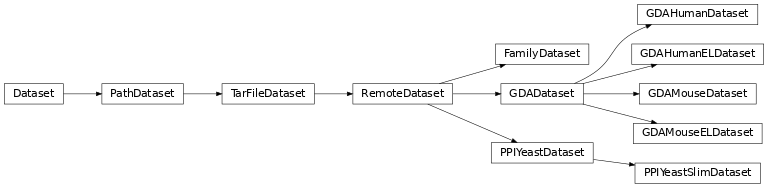 GDAHumanDataset
FamilyDataset
GDAHumanELDataset
Dataset
PathDataset
TarFileDataset
RemoteDataset
GDADataset
GDAMouseDataset
GDAMouseELDataset
PPIYeastDataset
PPIYeastSlimDataset